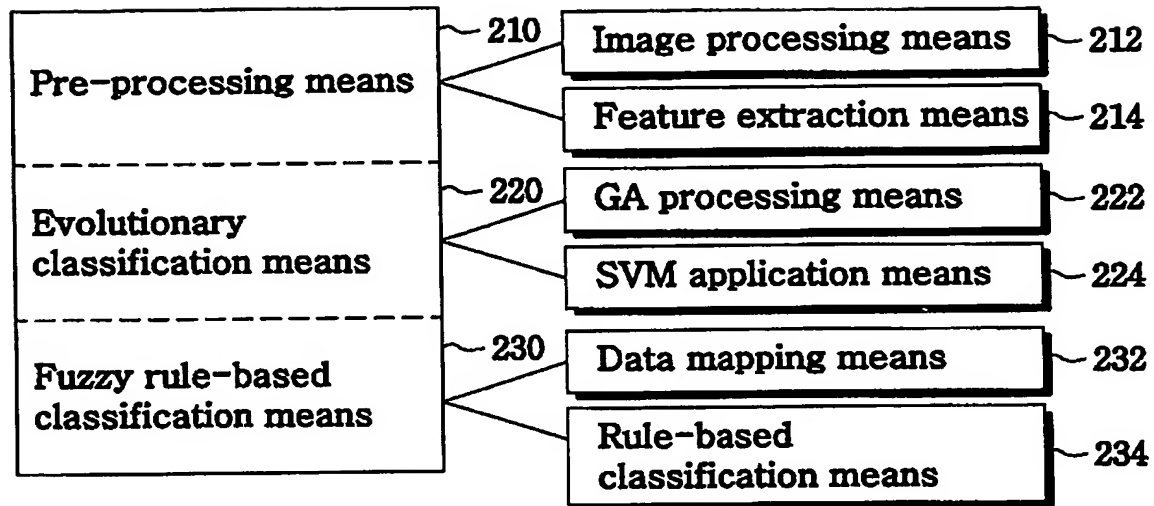 210
Pre-processing means
Image processing means
212
Feature extraction means
214
220
Evolutionary
classification means
GA processing means
222
SVM application means
224
230
Fuzzy rule-based
classification means
Data mapping means
232
Rule-based
classification means
234